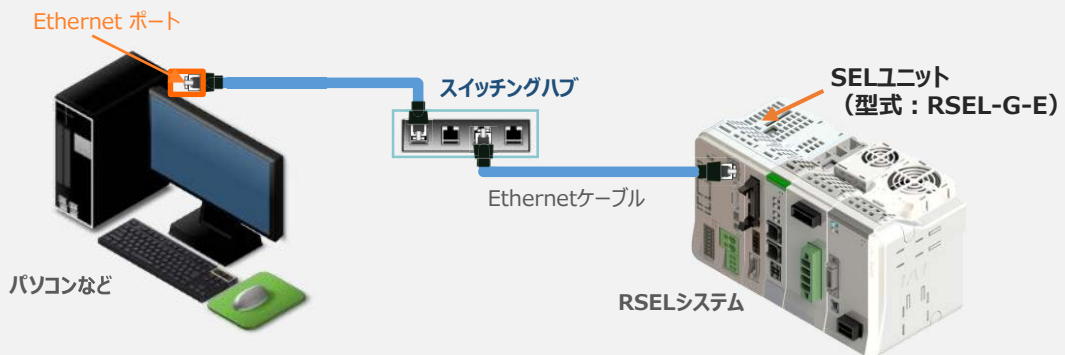 Ethernet ポート
スイッチングハブ
SELユニット
（型式：RSEL-G-E）
Ethernetケーブル
パソコンなど
RSELシステム